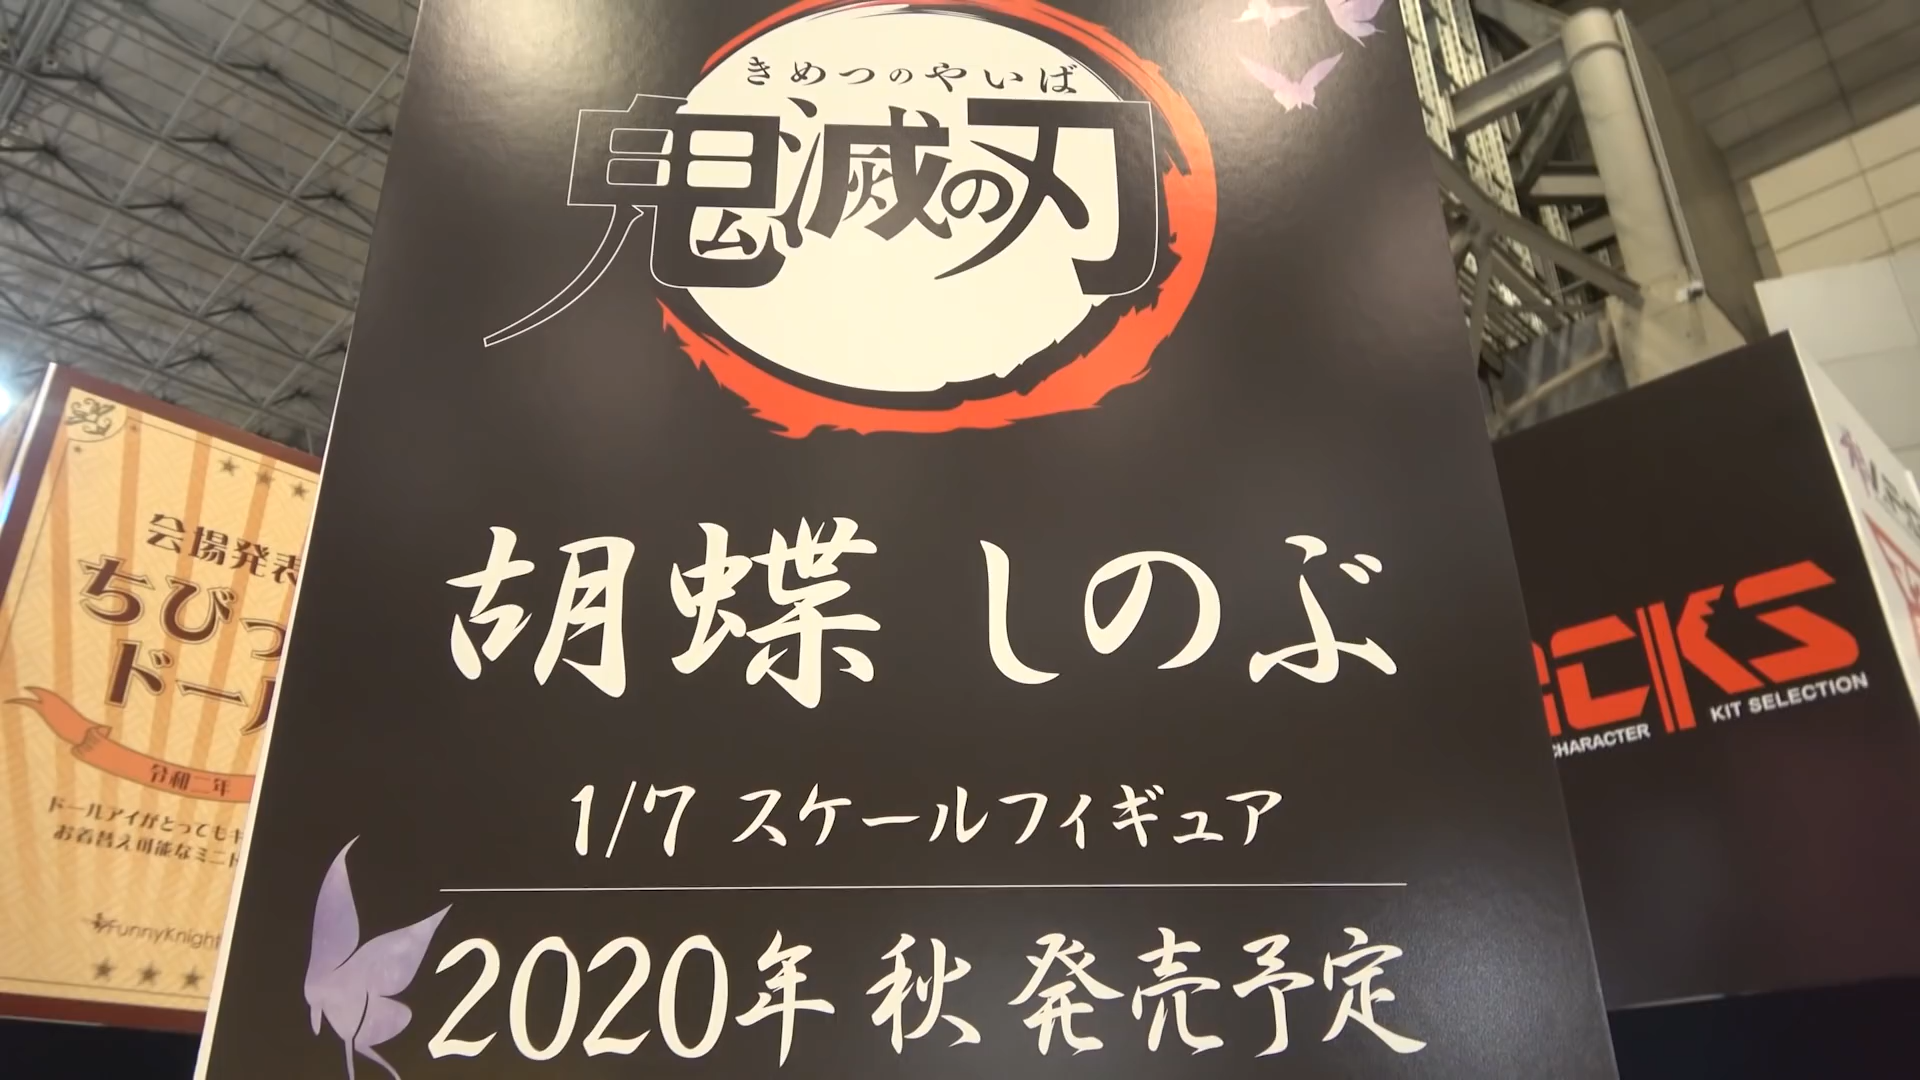 きめつのやいば
鬼滅の刃
胡蝶 しのぶ
1/7 スケールフィギュア
2020年 秋 発売予定
会場発表
ちびっ
ドール
令和二年
ドールアイがとってもキ
お着替え可能なミニド
FunnyKnight
CKS
CHARACTER
KIT SELECTION